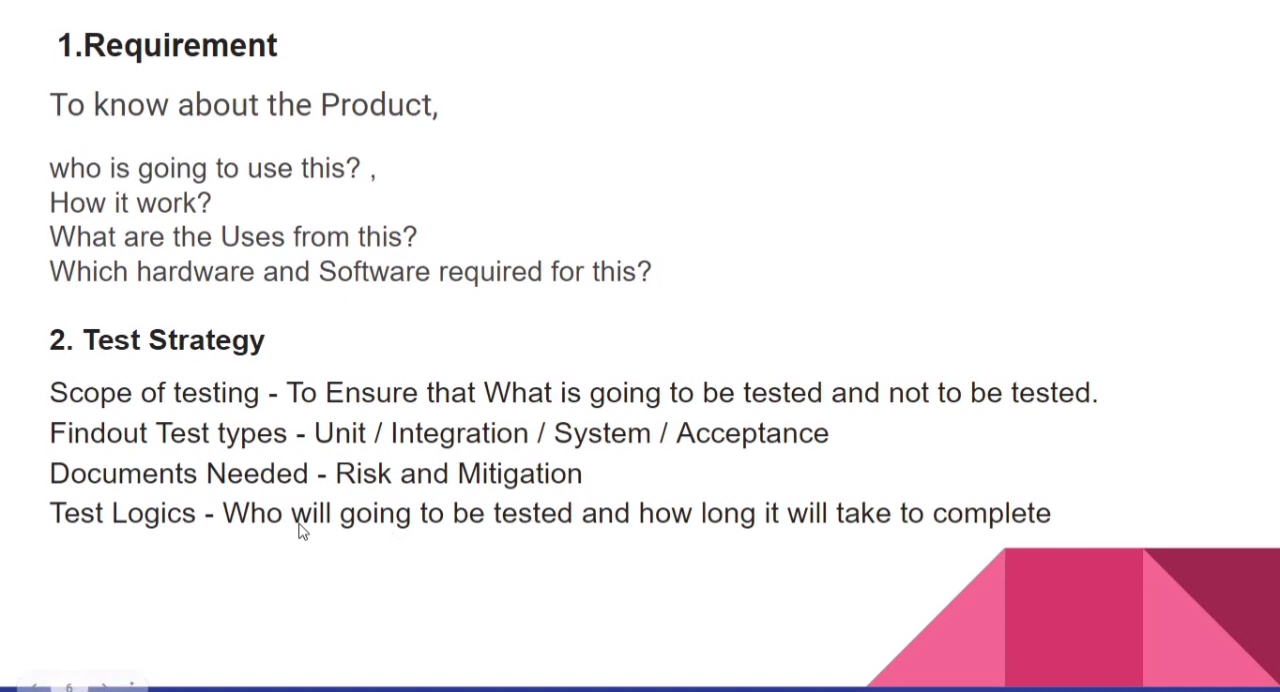 1.Requirement
To know about the Product,
who is going to use this? ,
How it work?
What are the Uses from this?
Which hardware and Software required for this?
2. Test Strategy
Scope of testing - To Ensure that What is going to be tested and not to be tested.
Findout Test types - Unit / Integration / System / Acceptance
Documents Needed - Risk and Mitigation
Test Logics - Who will going to be tested and how long it will take to complete
6